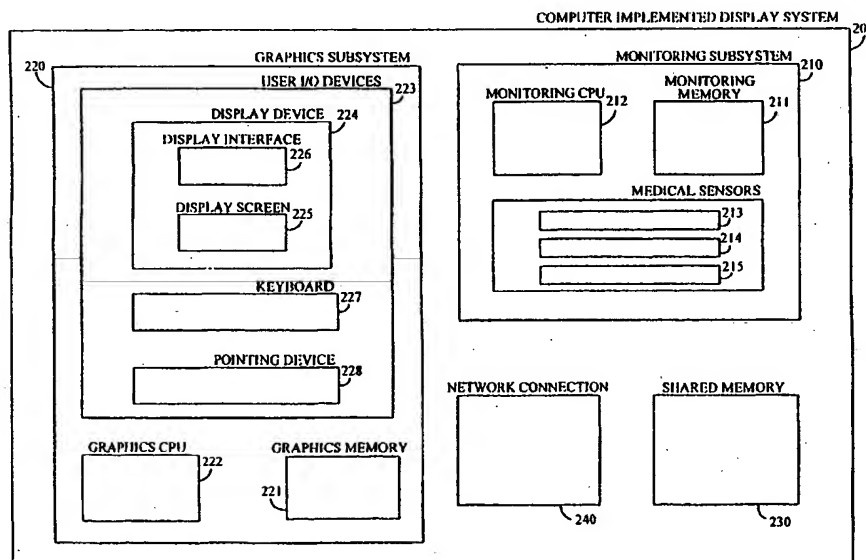 COMPUTER IMPLEMENTED DISPLAY SYSTEM
20
GRAPHICS SUBSYSTEM
220
USER I/O DEVICES
223
DISPLAY DEVICE
224
DISPLAY INTERFACE
226
DISPLAY SCREEN
225
KEYBOARD
227
POINTING DEVICE
228
GRAPHICS CPU
222
GRAPHICS MEMORY
221
MONITORING SUBSYSTEM
210
MONITORING CPU
212
MONITORING
MEMORY
211
MEDICAL SENSORS
213
214
215
NETWORK CONNECTION
240
SHARED MEMORY
230